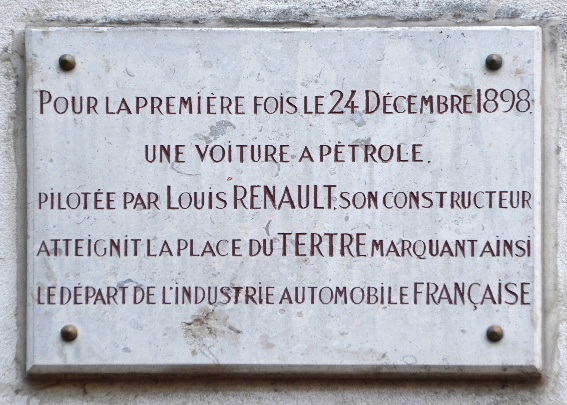 POUR LA PREMIÈRE FOIS LE 24 DÉCEMBRE 1898.
UNE VOITURE A PÉTROLE.
PILOTÉE PAR LOUIS RENAULT, SON CONSTRUCTEUR
ATTEIGNIT LA PLACE DU TERTRE MARQUANT AINSI
LE DÉPART DE L'INDUSTRIE AUTOMOBILE FRANÇAISE